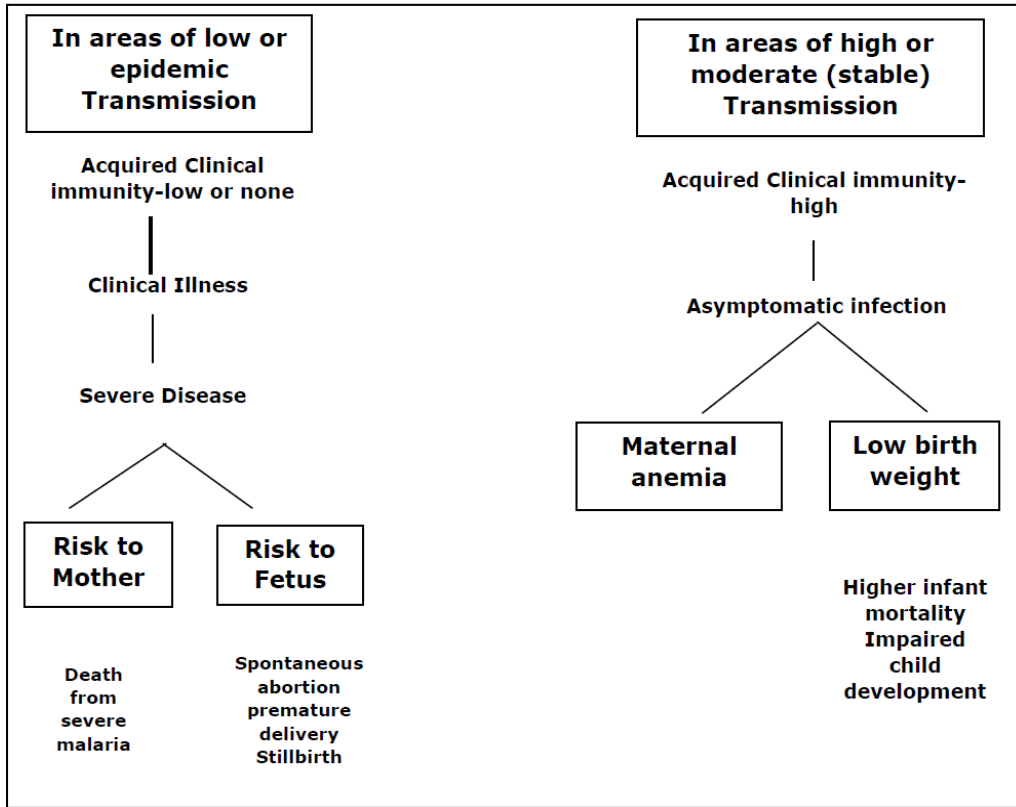 In areas of low or
epidemic
Transmission
Acquired Clinical
immunity-low or none
Clinical Illness
Severe Disease
Risk to
Mother
Risk to
Fetus
Death
from
severe
malaria
Spontaneous
abortion
premature
delivery
Stillbirth
In areas of high or
moderate (stable)
Transmission
Acquired Clinical immunity-
high
Asymptomatic infection
Maternal
anemia
Low birth
weight
Higher infant
mortality
Impaired
child
development